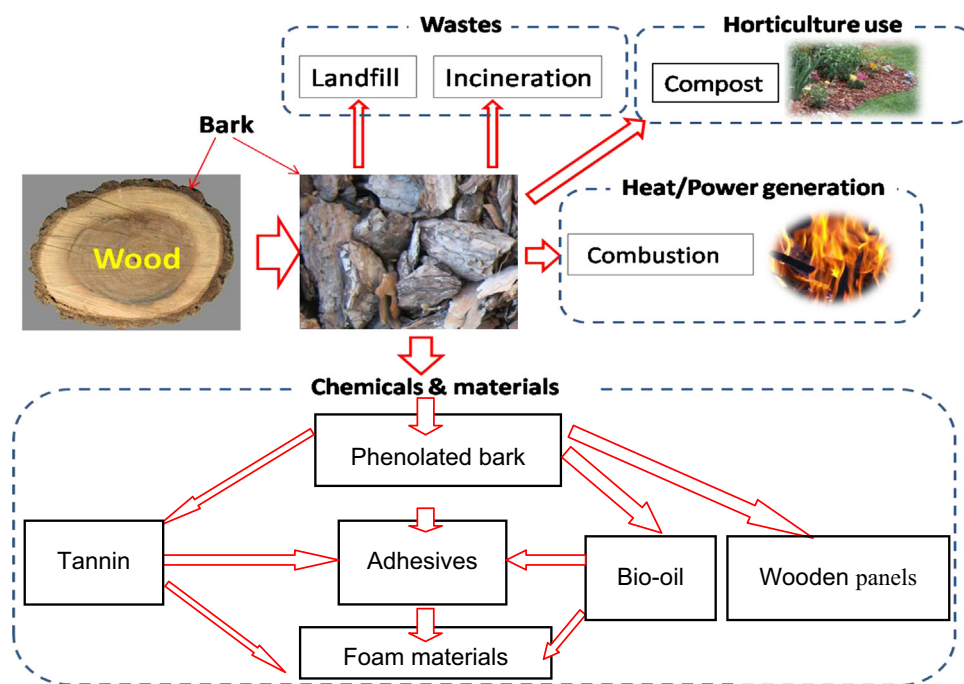 Wastes
Horticulture use
Landfill
Incineration
Compost
Bark
Heat/Power generation
Wood
Combustion
Chemicals & materials
Phenolated bark
Tannin
Adhesives
Bio-oil
Wooden panels
Foam materials